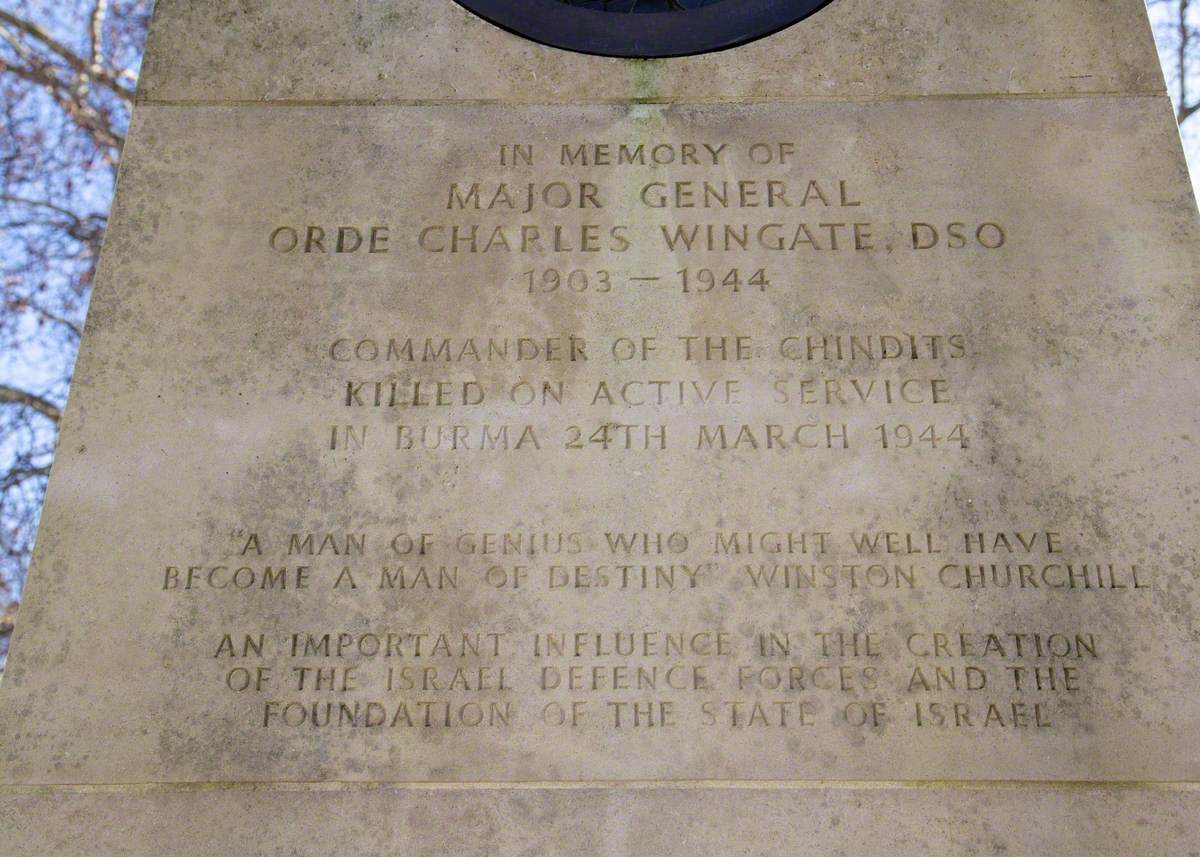 IN MEMORY OF
MAJOR GENERAL
ORDE CHARLES WINGATE, DSO
1903 — 1944
COMMANDER OF THE CHINDITS
KILLED ON ACTIVE SERVICE
IN BURMA 24TH MARCH 1944
"A MAN OF GENIUS WHO MIGHT WELL HAVE
BECOME A MAN OF DESTINY" WINSTON CHURCHILL
AN IMPORTANT INFLUENCE IN THE CREATION
OF THE ISRAEL DEFENCE FORCES AND THE
FOUNDATION OF THE STATE OF ISRAEL